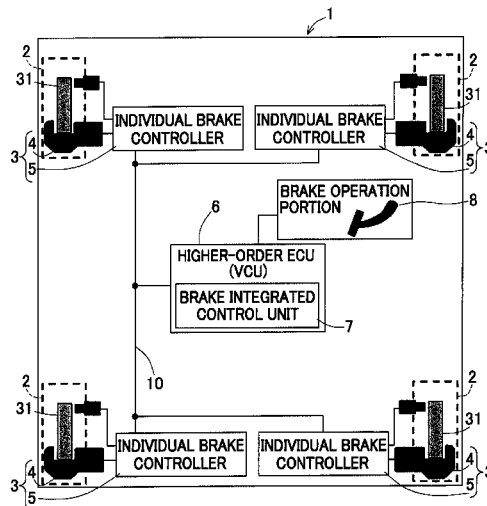 1
2
2
31
31
INDIVIDUAL BRAKE
CONTROLLER
INDIVIDUAL BRAKE
CONTROLLER
3 4
5
4 3
5
6
BRAKE OPERATION
PORTION
8
HIGHER-ORDER ECU
(VCU)
BRAKE INTEGRATED
CONTROL UNIT
7
10
2
2
31
31
INDIVIDUAL BRAKE
CONTROLLER
INDIVIDUAL BRAKE
CONTROLLER
3 4
5
4 3
5